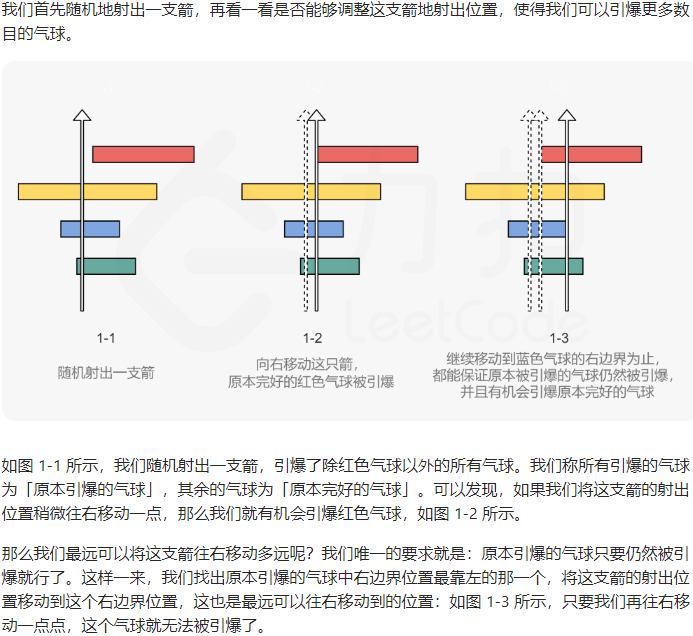 我们首先随机地射出一支箭，再看一看是否能够调整这支箭地射出位置，使得我们可以引爆更多数
目的气球。
力扣
LeetCode
1-1
1-2
1-3
随机射出一支箭
向右移动这只箭，
原本完好的红色气球被引爆
继续移动到蓝色气球的右边界为止，
都能保证原本被引爆的气球仍然被引爆，
并且有机会引爆原本完好的气球
如图 1-1 所示，我们随机射出一支箭，引爆了除红色气球以外的所有气球。我们称所有引爆的气球
为「原本引爆的气球」，其余的气球为「原本完好的气球」。可以发现，如果我们将这支箭的射出
位置稍微往右移动一点，那么我们就有机会引爆红色气球，如图 1-2 所示。
那么我们最远可以将这支箭往右移动多远呢？我们唯一的要求就是：原本引爆的气球只要仍然被引
爆就行了。这样一来，我们找出原本引爆的气球中右边界位置最靠左的那一个，将这支箭的射出位
置移动到这个右边界位置，这也是最远可以往右移动到的位置：如图 1-3 所示，只要我们再往右移
动一点点，这个气球就无法被引爆了。